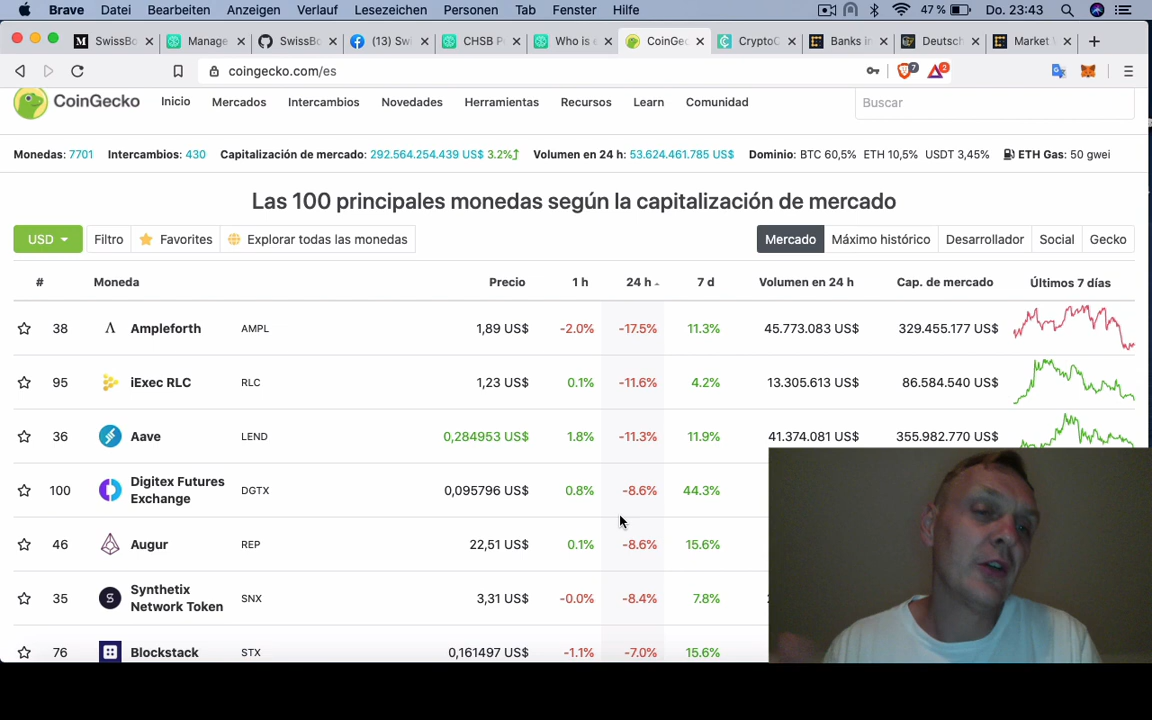 Brave Datei Bearbeiten Anzeigen Verlauf Lesezeichen Personen Tab Fenster Hilfe 47 % Do. 23:43
SwissBo Manage GitHub SwissBo (13) Sw CHSB P Who is CoinGec CryptoC Banks in Deutsch Market
coingecko.com/es 7 2
CoinGecko Inicio Mercados Intercambios Novedades Herramientas Recursos Learn Comunidad Buscar
Monedas: 7701 Intercambios: 430 Capitalización de mercado: 292.564.254.439 US$ 3.2% Volumen en 24 h: 53.624.461.785 US$ Dominio: BTC 60,5% ETH 10,5% USDT 3,45% ETH Gas: 50 gwei
Las 100 principales monedas según la capitalización de mercado
USD Filtro Favorites Explorar todas las monedas Mercado Máximo histórico Desarrollador Social Gecko
# Moneda Precio 1 h 24 h 7 d Volumen en 24 h Cap. de mercado Últimos 7 días
38 Ampleforth AMPL 1,89 US$ -2.0% -17.5% 11.3% 45.773.083 US$ 329.455.177 US$
95 iExec RLC RLC 1,23 US$ 0.1% -11.6% 4.2% 13.305.613 US$ 86.584.540 US$
36 Aave LEND 0,284953 US$ 1.8% -11.3% 11.9% 41.374.081 US$ 355.982.770 US$
100 Digitex Futures Exchange DGTX 0,095796 US$ 0.8% -8.6% 44.3%
46 Augur REP 22,51 US$ 0.1% -8.6% 15.6%
35 Synthetix Network Token SNX 3,31 US$ -0.0% -8.4% 7.8%
76 Blockstack STX 0,161497 US$ -1.1% -7.0% 15.6%